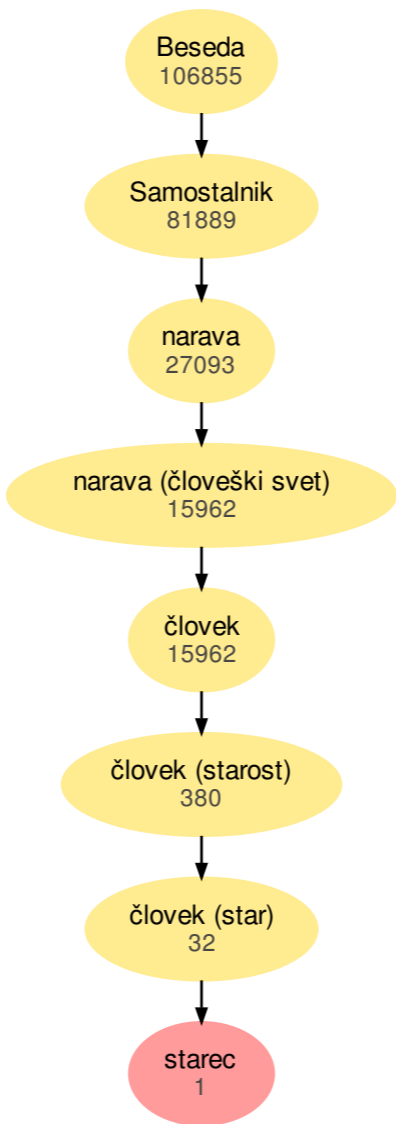 Beseda
106855
Samostalnik
81889
narava
27093
narava (človeški svet)
15962
človek
15962
človek (starost)
380
človek (star)
32
starec
1